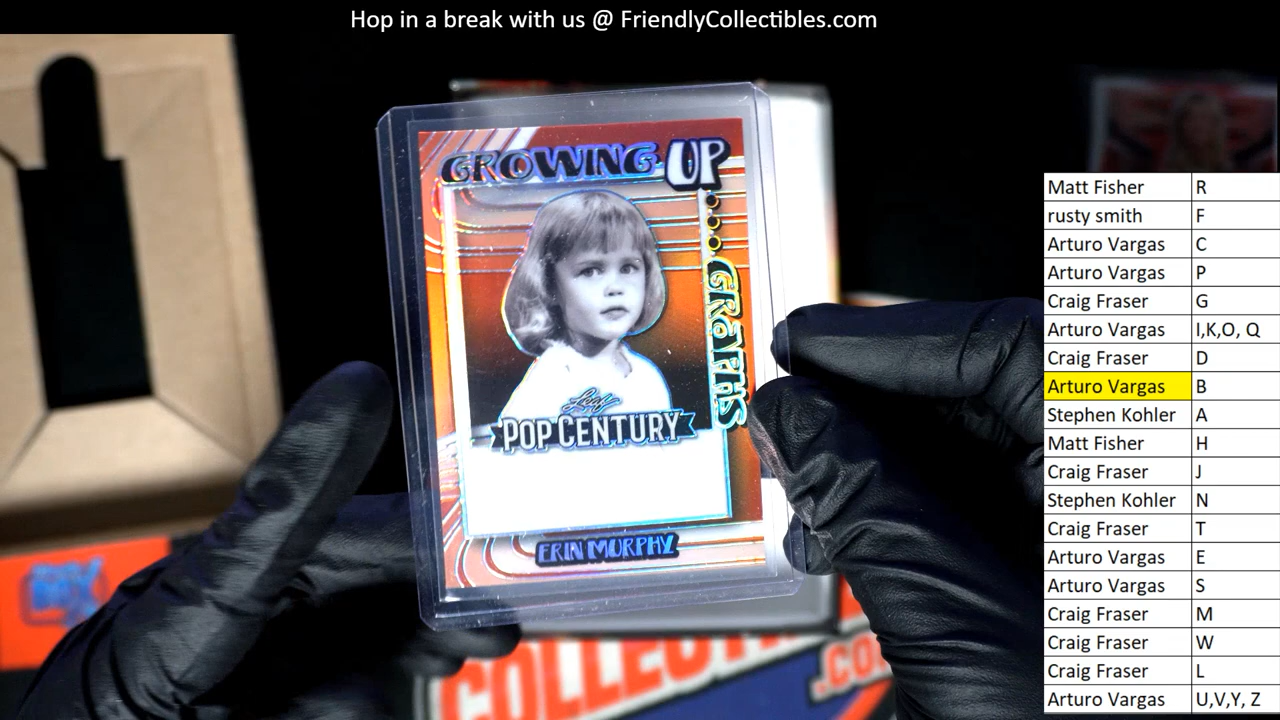 Hop in a break with us @ FriendlyCollectibles.com
GROWING UP
...GRAPHS
Leaf
POP CENTURY
ERIN MURPHY
COLLECTI
.CO
Matt Fisher R
rusty smith F
Arturo Vargas C
Arturo Vargas P
Craig Fraser G
Arturo Vargas I,K,O, Q
Craig Fraser D
Arturo Vargas B
Stephen Kohler A
Matt Fisher H
Craig Fraser J
Stephen Kohler N
Craig Fraser T
Arturo Vargas E
Arturo Vargas S
Craig Fraser M
Craig Fraser W
Craig Fraser L
Arturo Vargas U,V,Y, Z